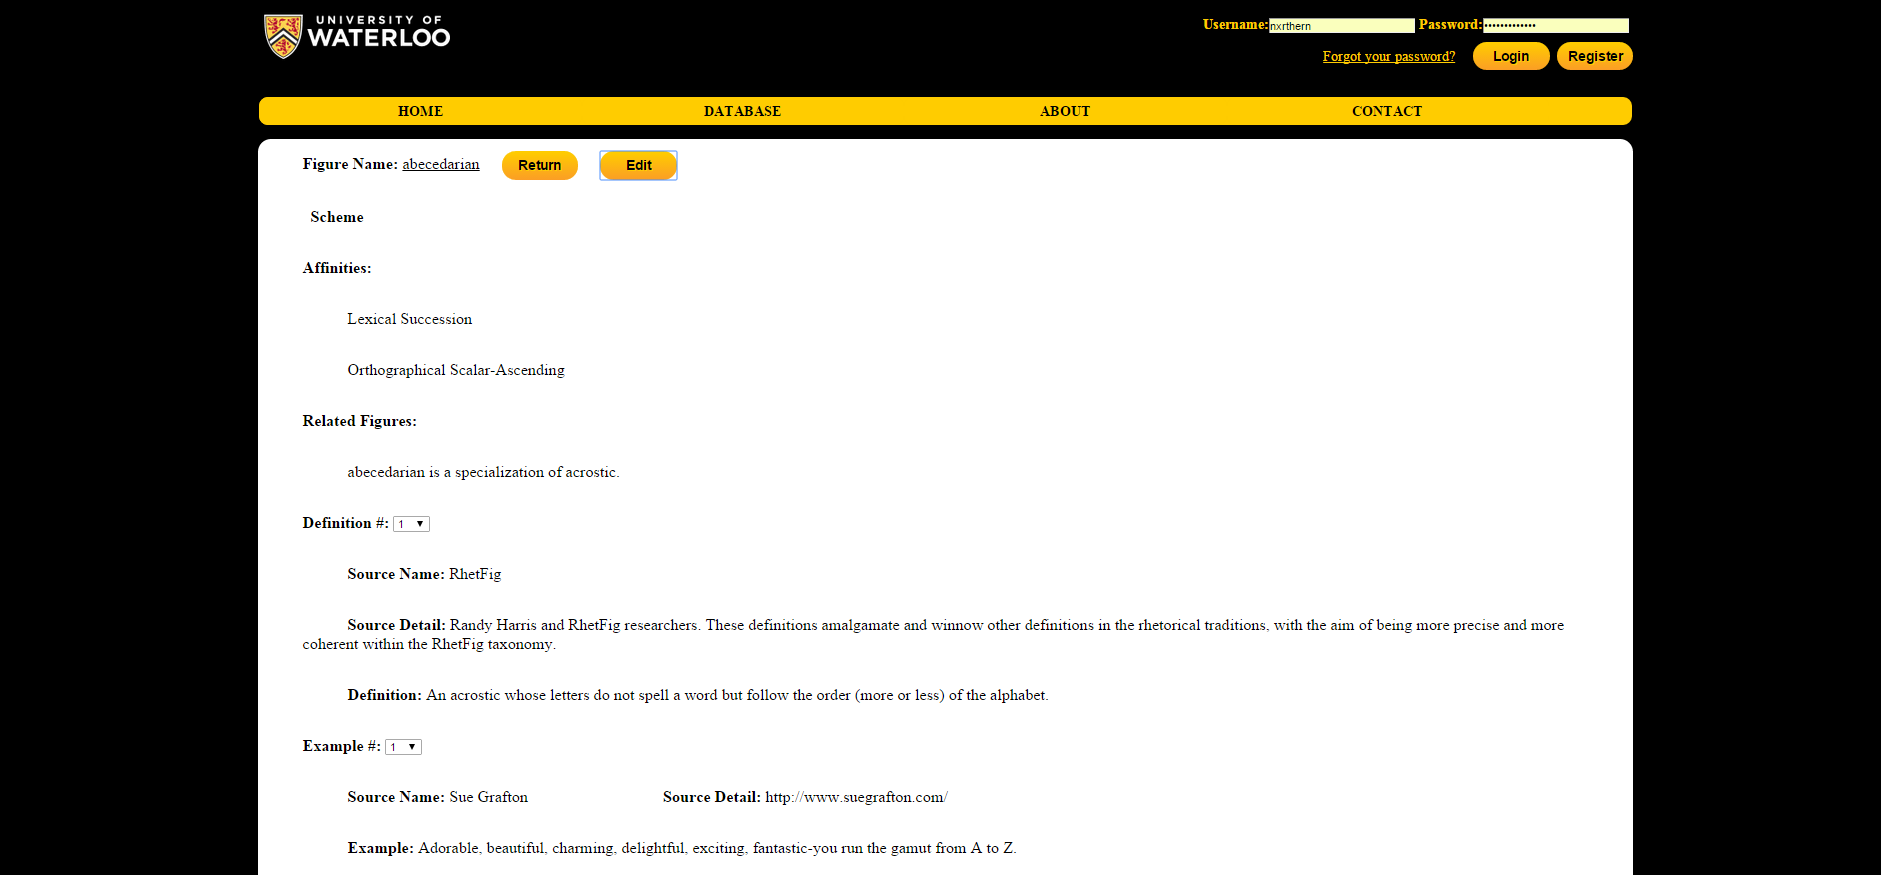 UNIVERSITY OF
WATERLOO
Username: nxrthern Password: •••••••••••••
Forgot your password? Login Register
HOME DATABASE ABOUT CONTACT
Figure Name: abecedarian Return Edit
Scheme
Affinities:
Lexical Succession
Orthographical Scalar-Ascending
Related Figures:
abecedarian is a specialization of acrostic.
Definition #: 1
Source Name: RhetFig
Source Detail: Randy Harris and RhetFig researchers. These definitions amalgamate and winnow other definitions in the rhetorical traditions, with the aim of being more precise and more
coherent within the RhetFig taxonomy.
Definition: An acrostic whose letters do not spell a word but follow the order (more or less) of the alphabet.
Example #: 1
Source Name: Sue Grafton Source Detail: http://www.suegrafton.com/
Example: Adorable, beautiful, charming, delightful, exciting, fantastic-you run the gamut from A to Z.